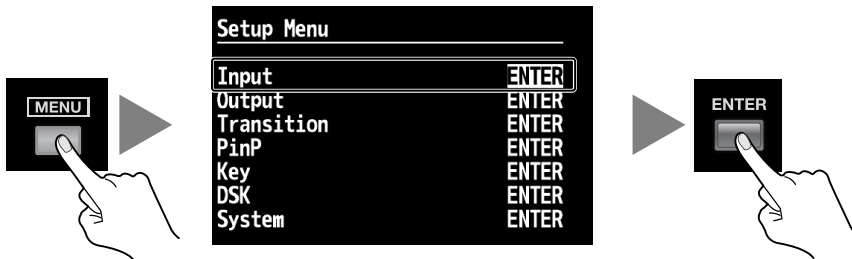 MENU
Setup Menu
Input ENTER
Output ENTER
Transition ENTER
PinP ENTER
Key ENTER
DSK ENTER
System ENTER
ENTER